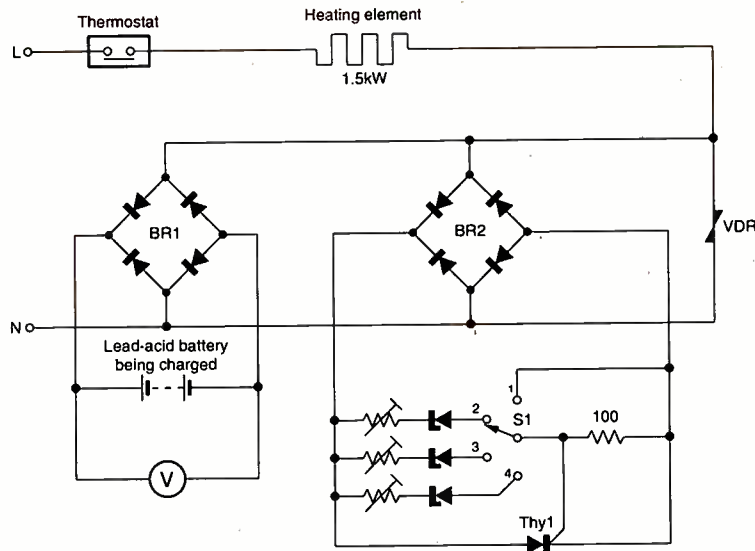 Heating element
Thermostat
L
1.5kW
BR1
BR2
VDR
N
Lead-acid battery
being charged
1
2
S1
100
3
4
V
Thy1